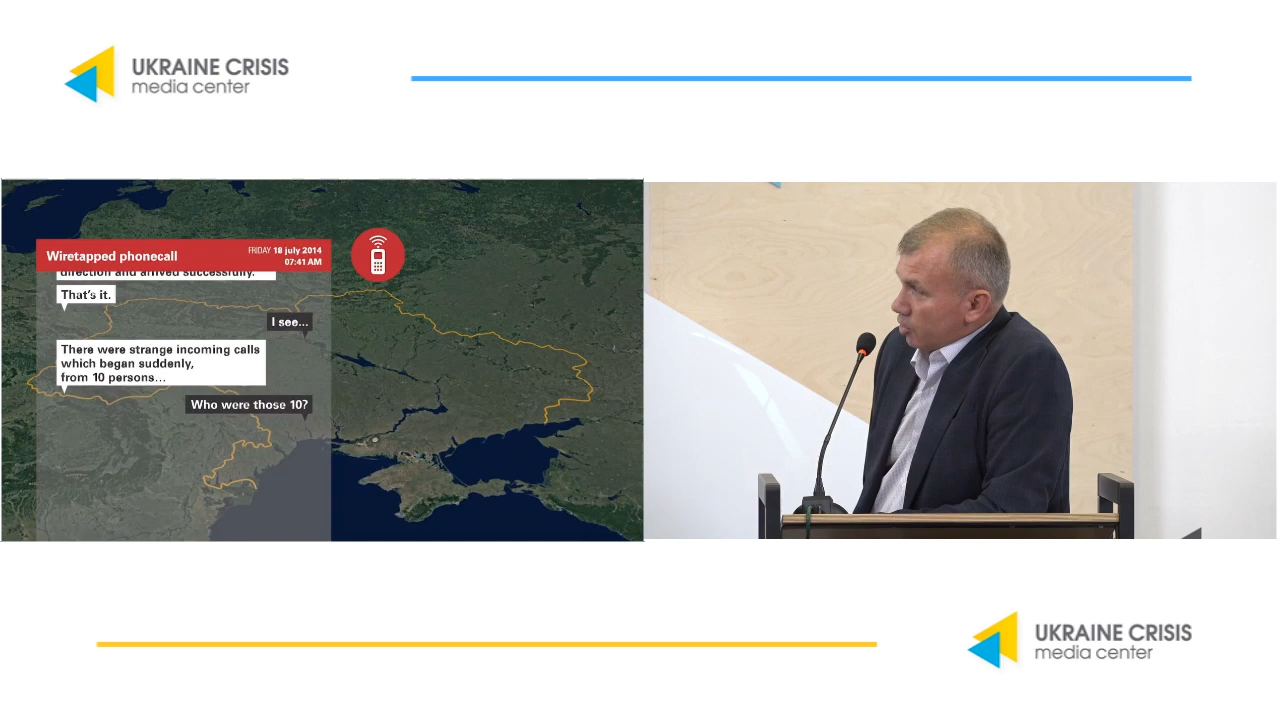 UKRAINE CRISIS
media center
Wiretapped phonecall
FRIDAY 18 july 2014
07:41 AM
direction and arrived successfully.
That's it.
I see...
There were strange incoming calls
which began suddenly,
from 10 persons...
Who were those 10?
UKRAINE CRISIS
media center